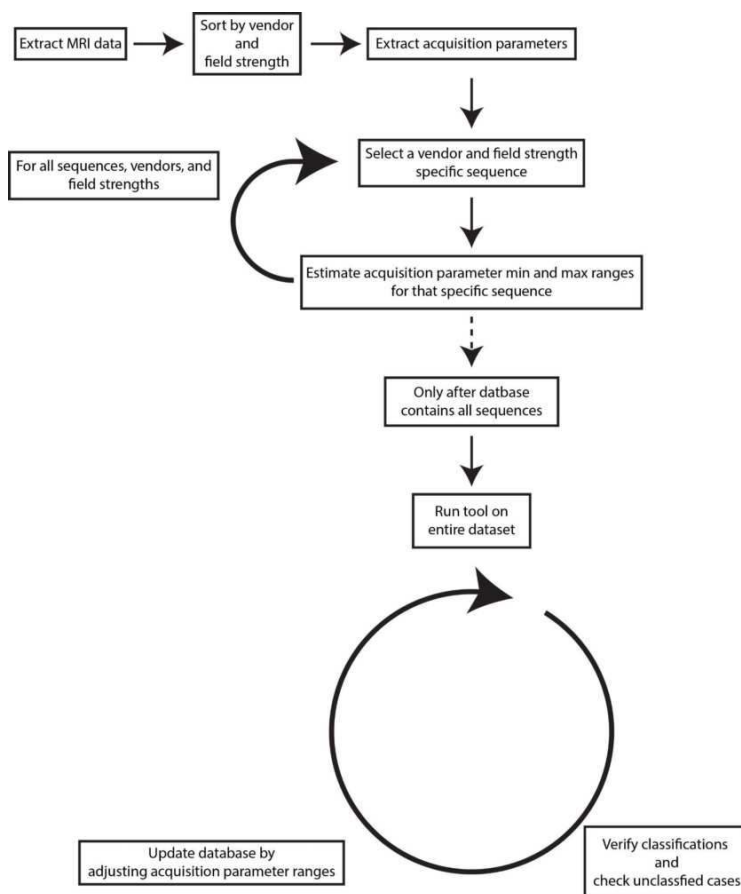 Extract MRI data
Sort by vendor
and
field strength
Extract acquisition parameters
Select a vendor and field strength
specific sequence
For all sequences, vendors, and
field strengths
Estimate acquisition parameter min and max ranges
for that specific sequence
Only after datbase
contains all sequences
Run tool on
entire dataset
Verify classifications
and
check unclassfied cases
Update database by
adjusting acquisition parameter ranges